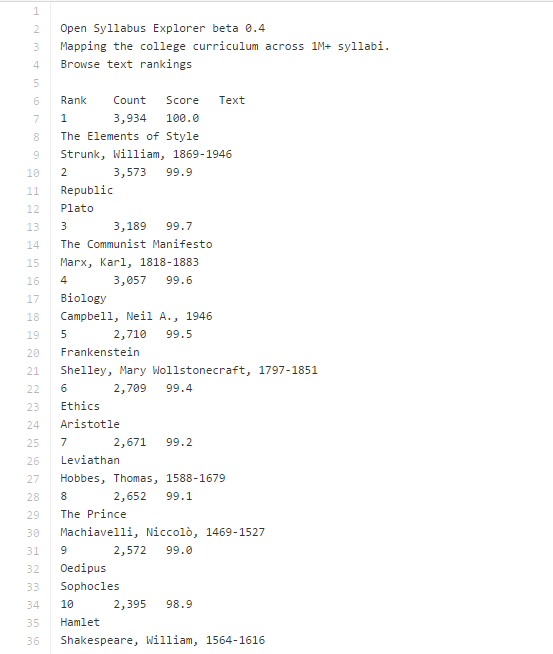 1
2 Open Syllabus Explorer beta 0.4
3 Mapping the college curriculum across 1M+ syllabi.
4 Browse text rankings
5
6 Rank Count Score Text
7 1 3,934 100.0
8 The Elements of Style
9 Strunk, William, 1869-1946
10 2 3,573 99.9
11 Republic
12 Plato
13 3 3,189 99.7
14 The Communist Manifesto
15 Marx, Karl, 1818-1883
16 4 3,057 99.6
17 Biology
18 Campbell, Neil A., 1946
19 5 2,710 99.5
20 Frankenstein
21 Shelley, Mary Wollstonecraft, 1797-1851
22 6 2,709 99.4
23 Ethics
24 Aristotle
25 7 2,671 99.2
26 Leviathan
27 Hobbes, Thomas, 1588-1679
28 8 2,652 99.1
29 The Prince
30 Machiavelli, Niccolò, 1469-1527
31 9 2,572 99.0
32 Oedipus
33 Sophocles
34 10 2,395 98.9
35 Hamlet
36 Shakespeare, William, 1564-1616